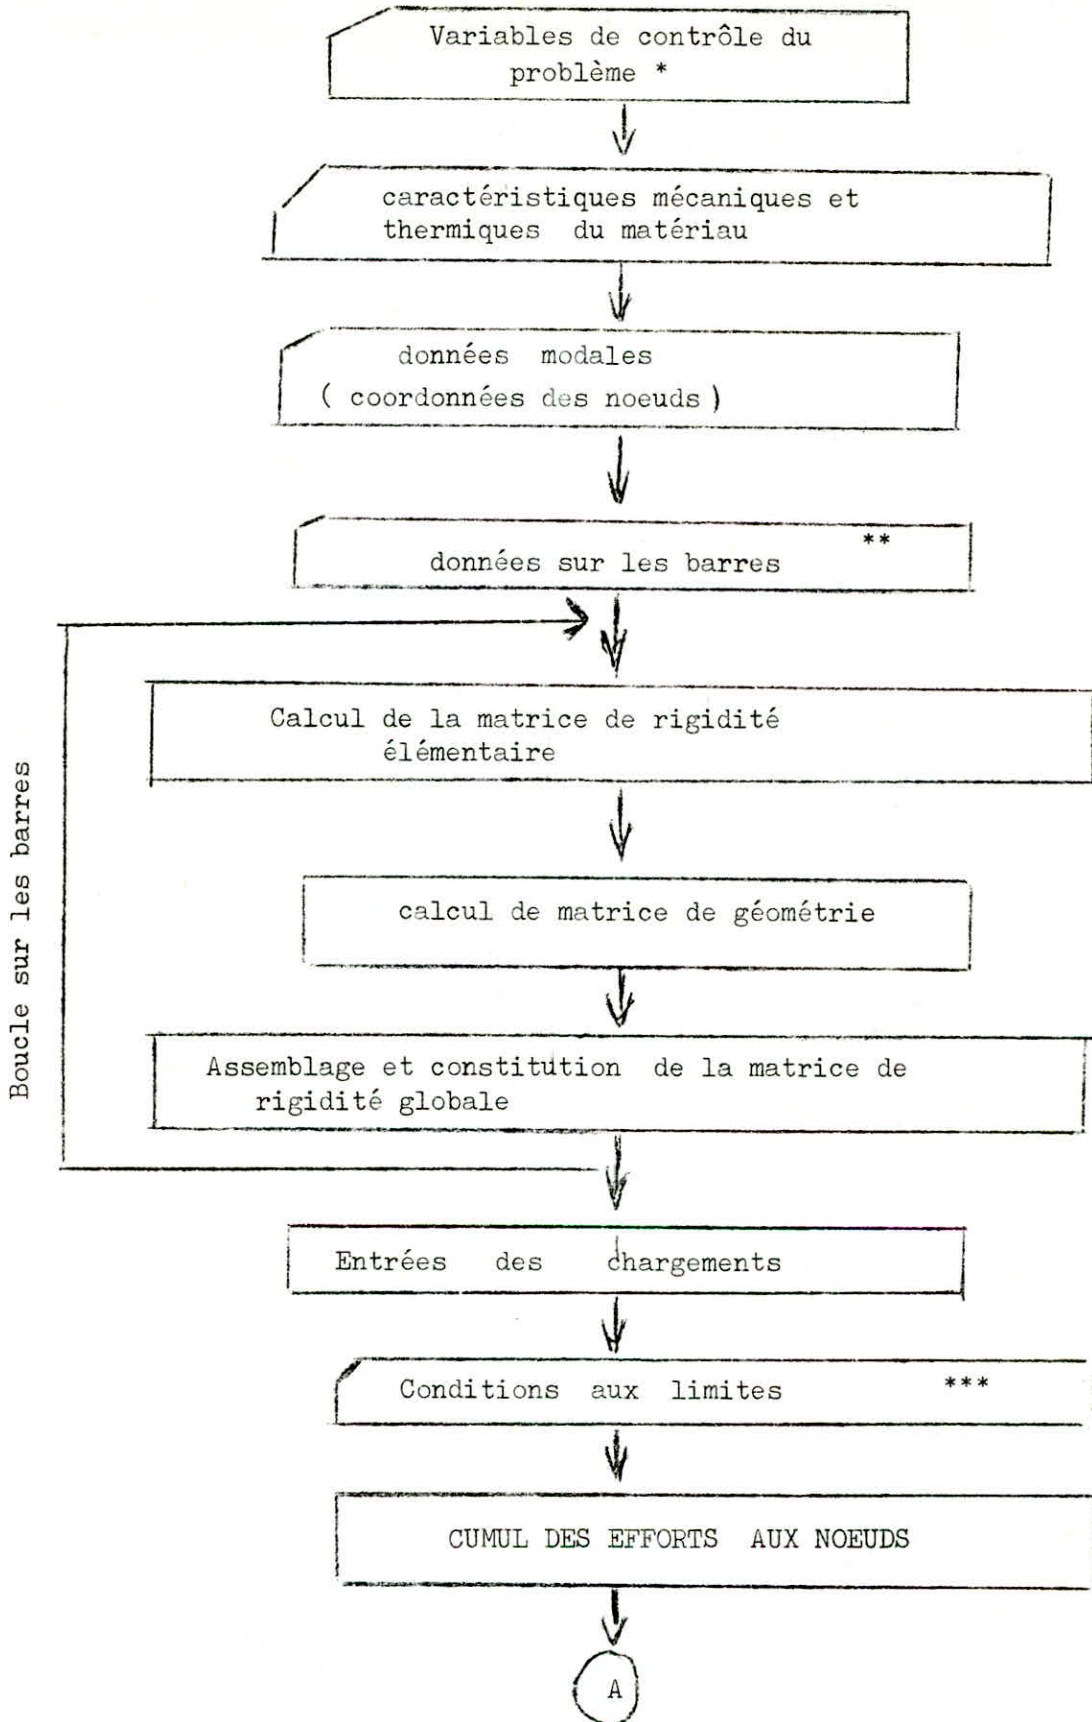 Variables de contrôle du
problème *
caractéristiques mécaniques et
thermiques du matériau
données modales
( coordonnées des noeuds )
**
données sur les barres
Boucle sur les barres
Calcul de la matrice de rigidité
élémentaire
calcul de matrice de géométrie
Assemblage et constitution de la matrice de
rigidité globale
Entrées des chargements
Conditions aux limites ***
CUMUL DES EFFORTS AUX NOEUDS
A